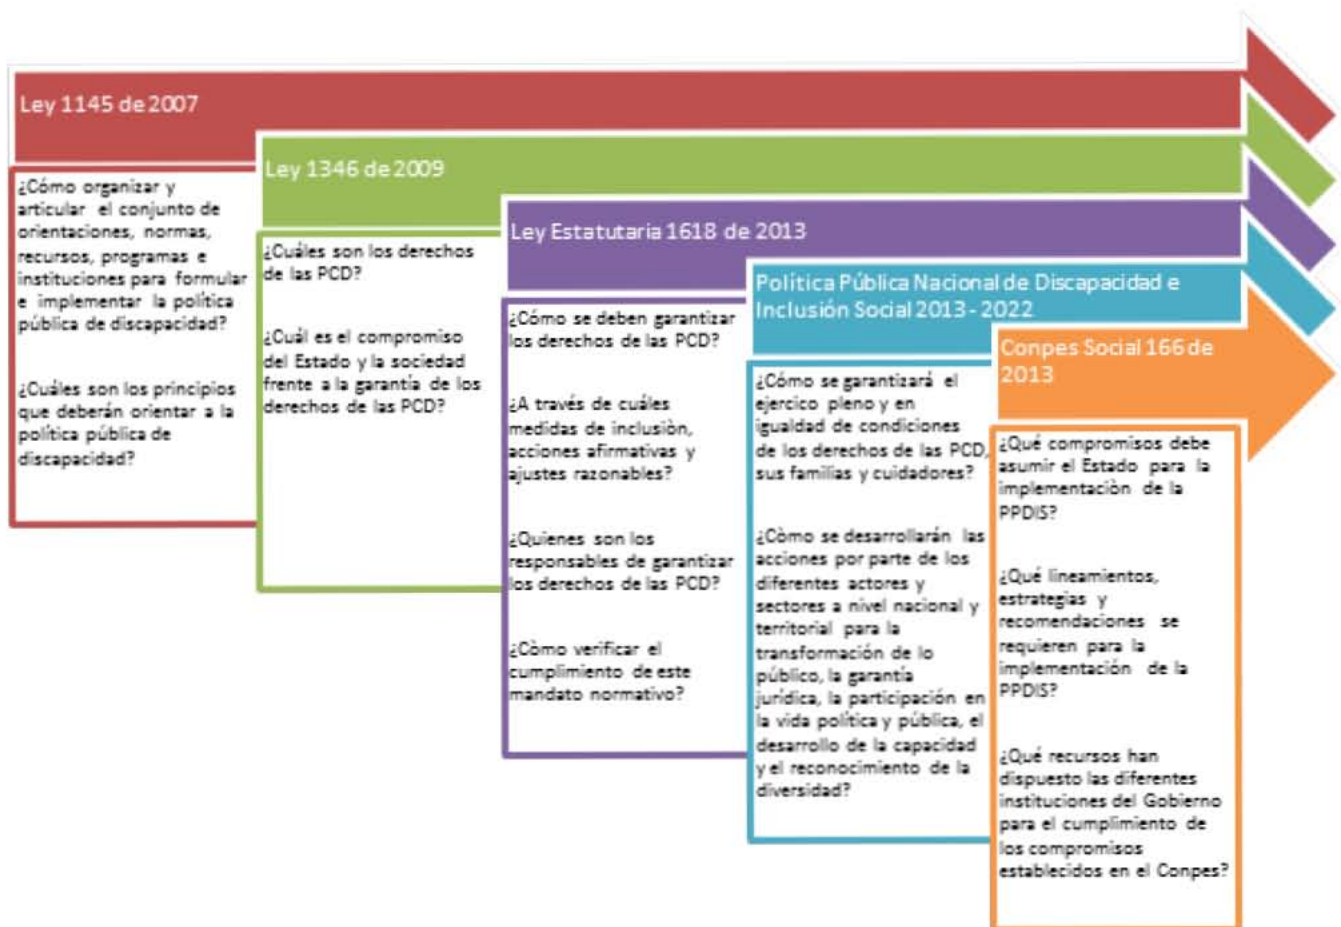 Ley 1145 de 2007
¿Cómo organizar y
articular el conjunto de
orientaciones, normas,
recursos, programas e
instituciones para formular
e implementar la política
pública de discapacidad?
¿Cuáles son los principios
que deberán orientar a la
política pública de
discapacidad?
Ley 1346 de 2009
¿Cuáles son los derechos
de las PCD?
¿Cuál es el compromiso
del Estado y la sociedad
frente a la garantía de los
derechos de las PCD?
Ley Estatutaria 1618 de 2013
¿Cómo se deben garantizar
los derechos de las PCD?
¿A través de cuáles
medidas de inclusiòn,
acciones afirmativas y
ajustes razonables?
¿Quienes son los
responsables de garantizar
los derechos de las PCD?
¿Còmo verificar el
cumplimiento de este
mandato normativo?
Política Pública Nacional de Discapacidad e
Inclusión Social 2013 - 2022
¿Cómo se garantizará el
ejercico pleno y en
igualdad de condiciones
de los derechos de las PCD,
sus familias y cuidadores?
¿Còmo se desarrollarán las
acciones por parte de los
diferentes actores y
sectores a nivel nacional y
territorial para la
transformación de lo
público, la garantía
jurídica, la participación en
la vida política y pública, el
desarrollo de la capacidad
y el reconocimiento de la
diversidad?
Conpes Social 166 de
2013
¿Qué compromisos debe
asumir el Estado para la
implementaciòn de la
PPDIS?
¿Qué lineamientos,
estrategias y
recomendaciones se
requieren para la
implementación de la
PPDIS?
¿Qué recursos han
dispuesto las diferentes
instituciones del Gobierno
para el cumplimiento de
los compromisos
establecidos en el Conpes?